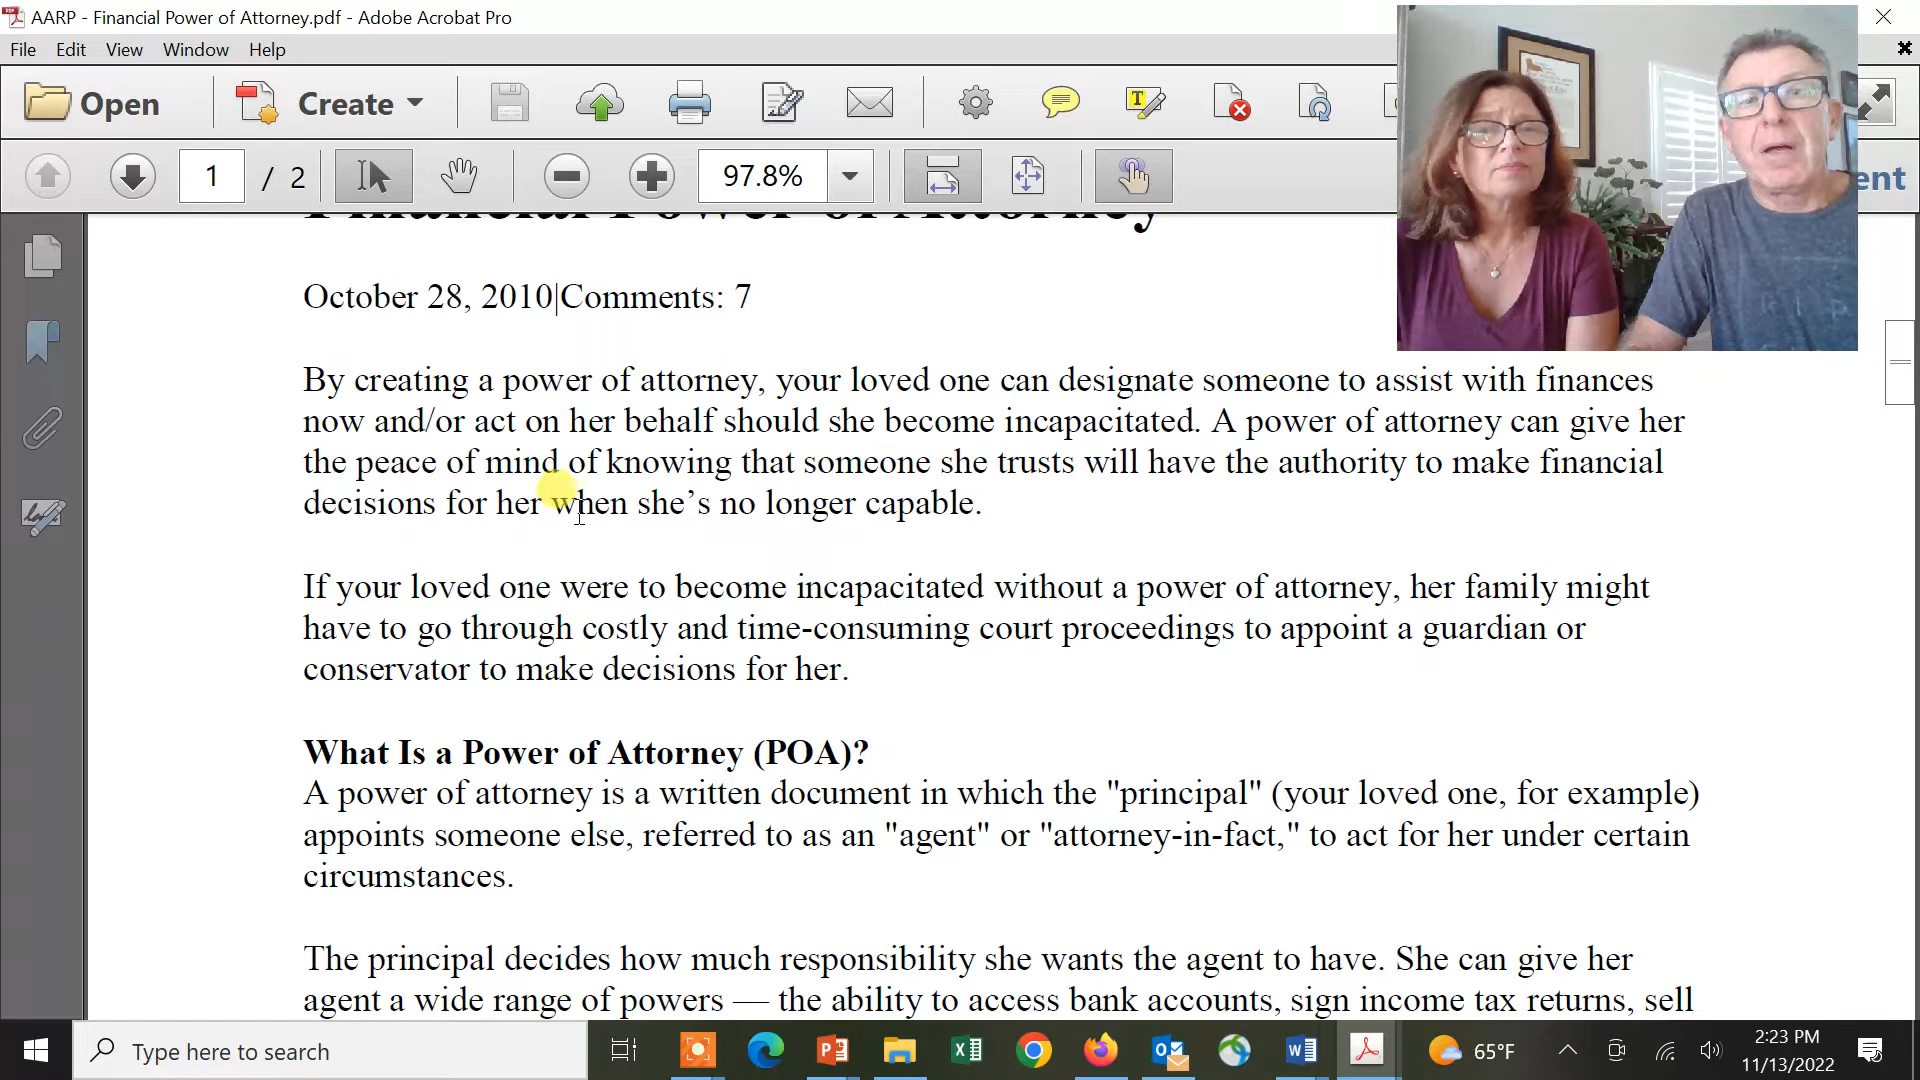 AARP - Financial Power of Attorney.pdf - Adobe Acrobat Pro
File Edit View Window Help
Open Create
1 / 2 97.8%
ent
Financial Power of Attorney
October 28, 2010|Comments: 7
By creating a power of attorney, your loved one can designate someone to assist with finances
now and/or act on her behalf should she become incapacitated. A power of attorney can give her
the peace of mind of knowing that someone she trusts will have the authority to make financial
decisions for her when she’s no longer capable.
If your loved one were to become incapacitated without a power of attorney, her family might
have to go through costly and time-consuming court proceedings to appoint a guardian or
conservator to make decisions for her.
What Is a Power of Attorney (POA)?
A power of attorney is a written document in which the "principal" (your loved one, for example)
appoints someone else, referred to as an "agent" or "attorney-in-fact," to act for her under certain
circumstances.
The principal decides how much responsibility she wants the agent to have. She can give her
agent a wide range of powers — the ability to access bank accounts, sign income tax returns, sell
Type here to search
65°F
2:23 PM
11/13/2022